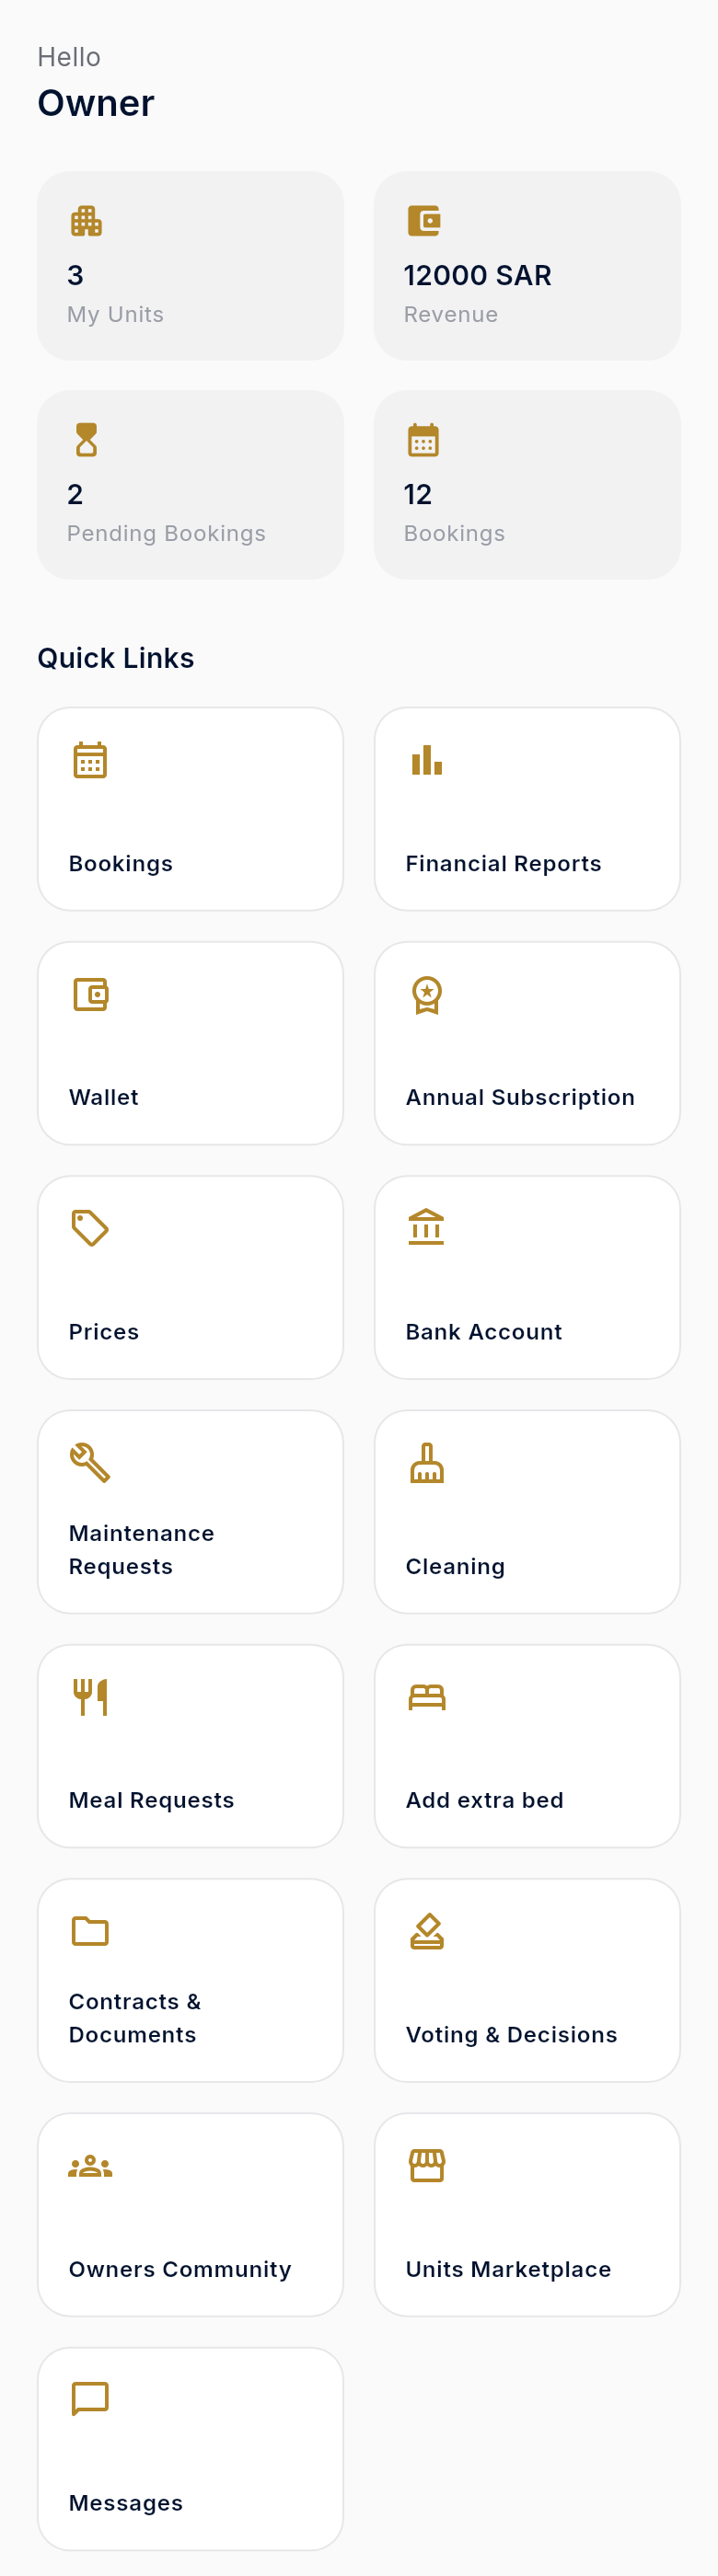 Hello
Owner
3
My Units
12000 SAR
Revenue
2
Pending Bookings
12
Bookings
Quick Links
Bookings
Financial Reports
Wallet
Annual Subscription
Prices
Bank Account
Maintenance
Requests
Cleaning
Meal Requests
Add extra bed
Contracts &
Documents
Voting & Decisions
Owners Community
Units Marketplace
Messages